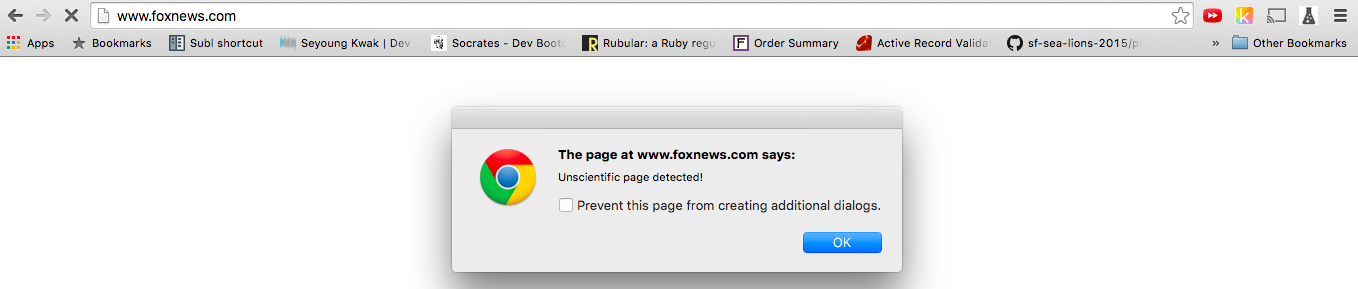 www.foxnews.com
Apps Bookmarks Subl shortcut Seyoung Kwak | Dev Socrates - Dev Boot Rubular: a Ruby regu Order Summary Active Record Valida sf-sea-lions-2015/p » Other Bookmarks
The page at www.foxnews.com says:
Unscientific page detected!
Prevent this page from creating additional dialogs.
OK